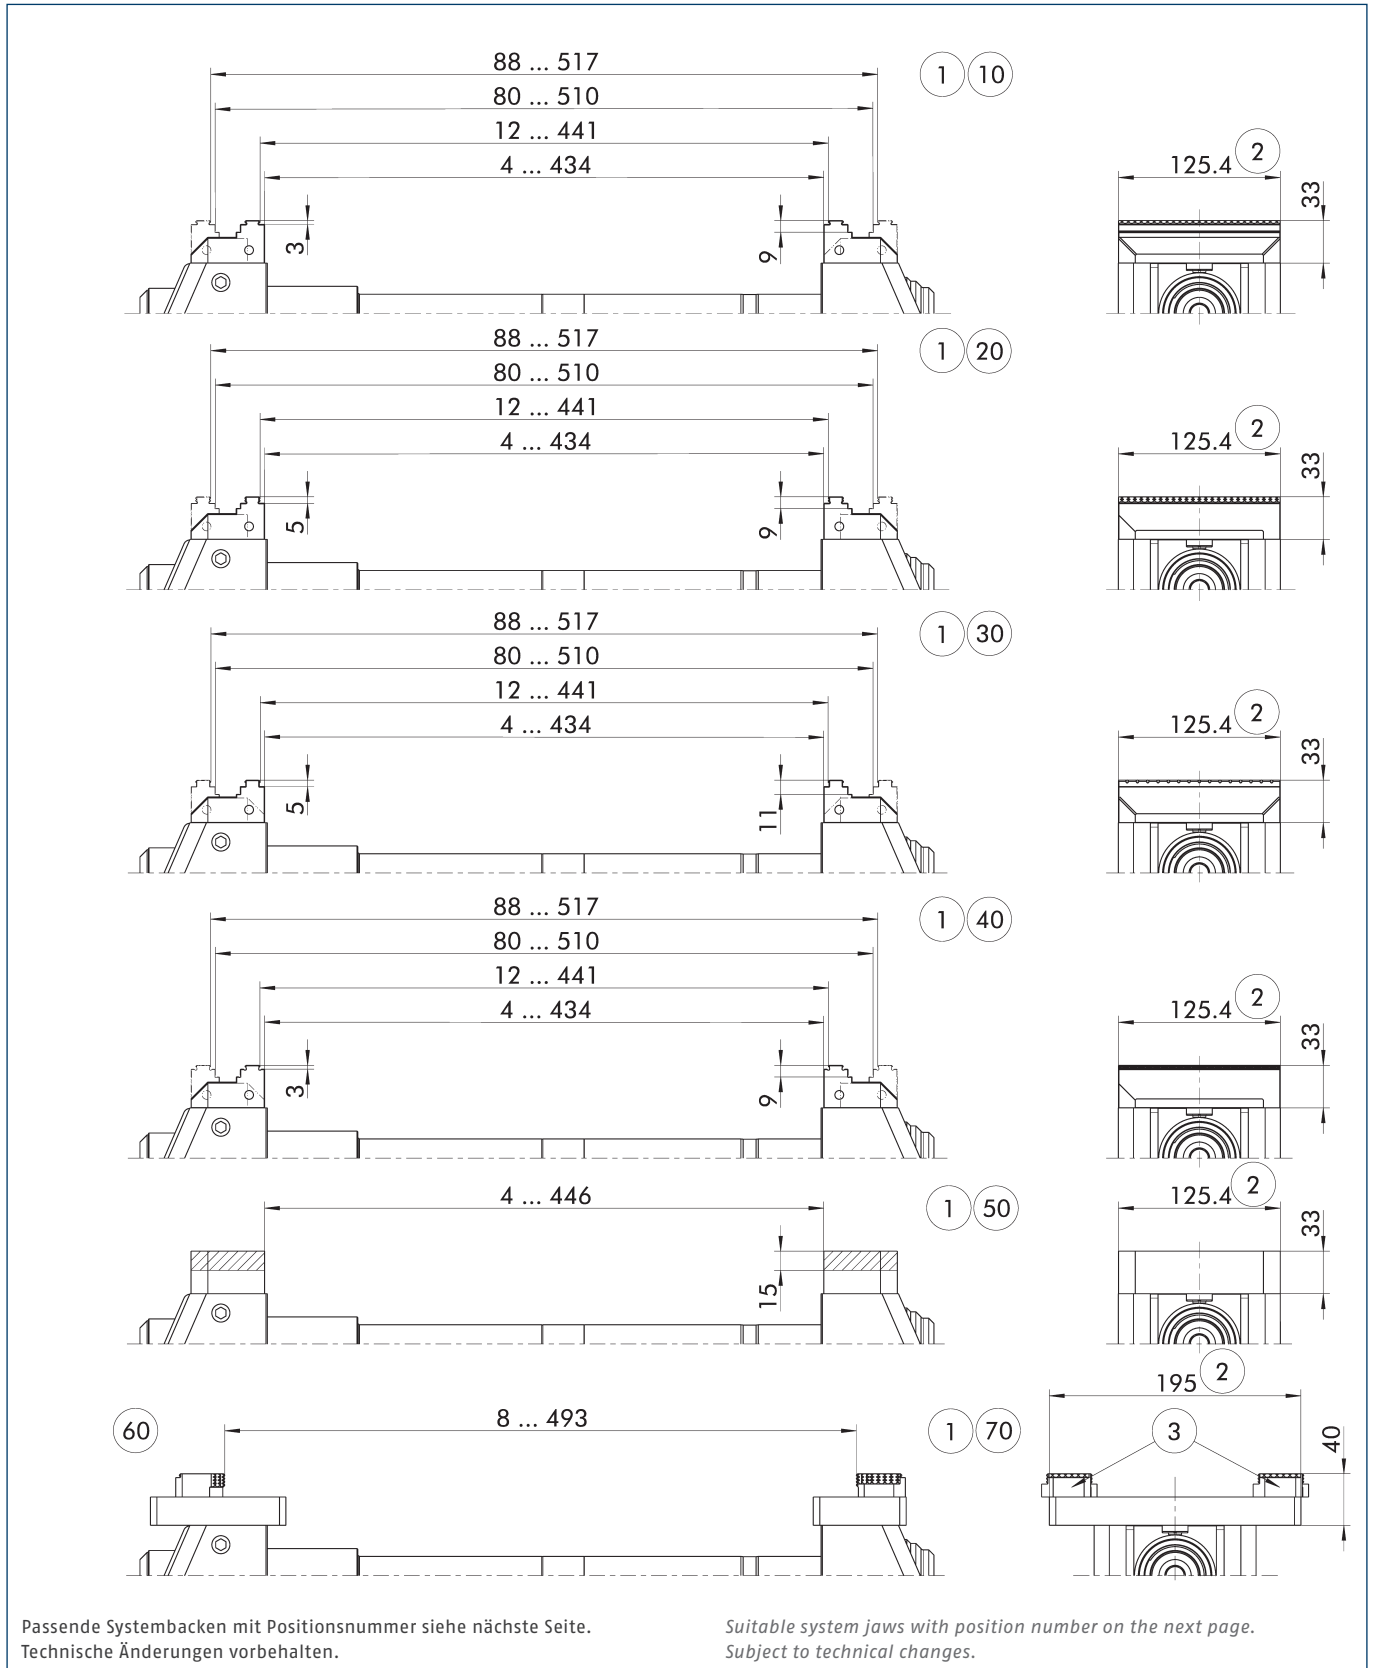 88 ... 517
1 10
80 ... 510
12 ... 441
4 ... 434
125.4 2
33
3
9
88 ... 517
1 20
80 ... 510
12 ... 441
4 ... 434
125.4 2
33
5
9
88 ... 517
1 30
80 ... 510
12 ... 441
4 ... 434
125.4 2
33
5
11
88 ... 517
1 40
80 ... 510
12 ... 441
4 ... 434
125.4 2
33
3
9
4 ... 446
1 50
125.4 2
33
15
195 2
60
8 ... 493
1 70
3
40
Passende Systembacken mit Positionsnummer siehe nächste Seite.
Technische Änderungen vorbehalten.
Suitable system jaws with position number on the next page.
Subject to technical changes.